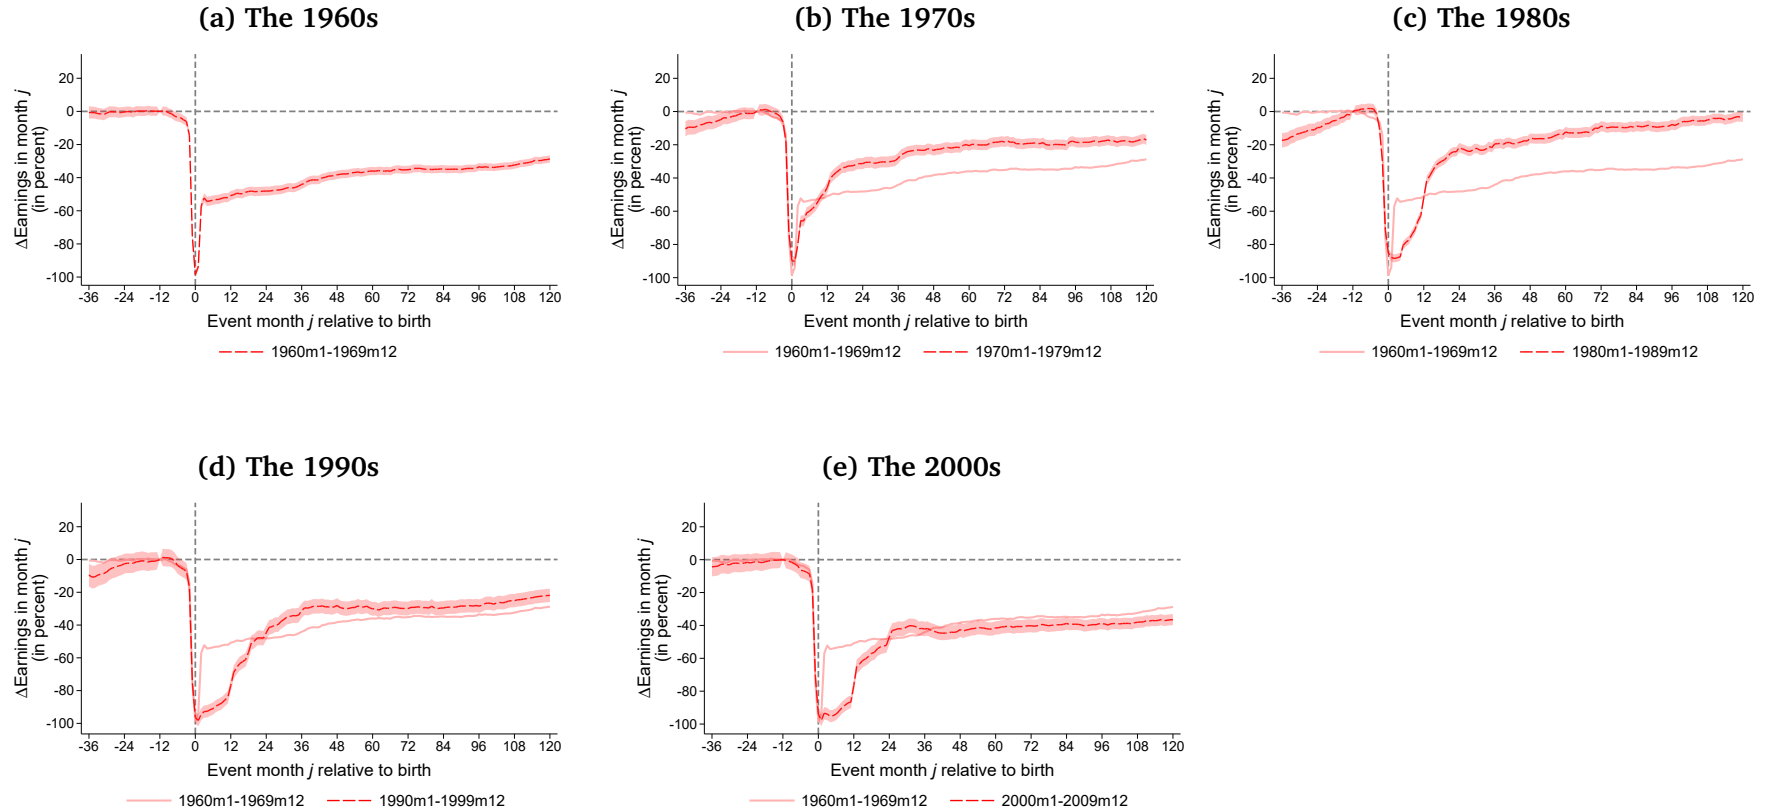 (a) The 1960s
ΔEarnings in month j
(in percent)
20
0
-20
-40
-60
-80
-100
-36 -24 -12 0 12 24 36 48 60 72 84 96 108 120
Event month j relative to birth
1960m1-1969m12
(b) The 1970s
ΔEarnings in month j
(in percent)
20
0
-20
-40
-60
-80
-100
-36 -24 -12 0 12 24 36 48 60 72 84 96 108 120
Event month j relative to birth
1960m1-1969m12 1970m1-1979m12
(c) The 1980s
ΔEarnings in month j
(in percent)
20
0
-20
-40
-60
-80
-100
-36 -24 -12 0 12 24 36 48 60 72 84 96 108 120
Event month j relative to birth
1960m1-1969m12 1980m1-1989m12
(d) The 1990s
ΔEarnings in month j
(in percent)
20
0
-20
-40
-60
-80
-100
-36 -24 -12 0 12 24 36 48 60 72 84 96 108 120
Event month j relative to birth
1960m1-1969m12 1990m1-1999m12
(e) The 2000s
ΔEarnings in month j
(in percent)
20
0
-20
-40
-60
-80
-100
-36 -24 -12 0 12 24 36 48 60 72 84 96 108 120
Event month j relative to birth
1960m1-1969m12 2000m1-2009m12